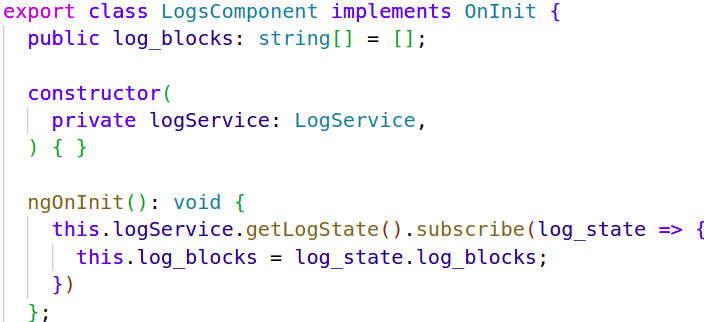 export class LogsComponent implements OnInit {
public log_blocks: string[] = [];
constructor(
private logService: LogService,
) { }
ngOnInit(): void {
this.logService.getLogState().subscribe(log_state => {
this.log_blocks = log_state.log_blocks;
})
};